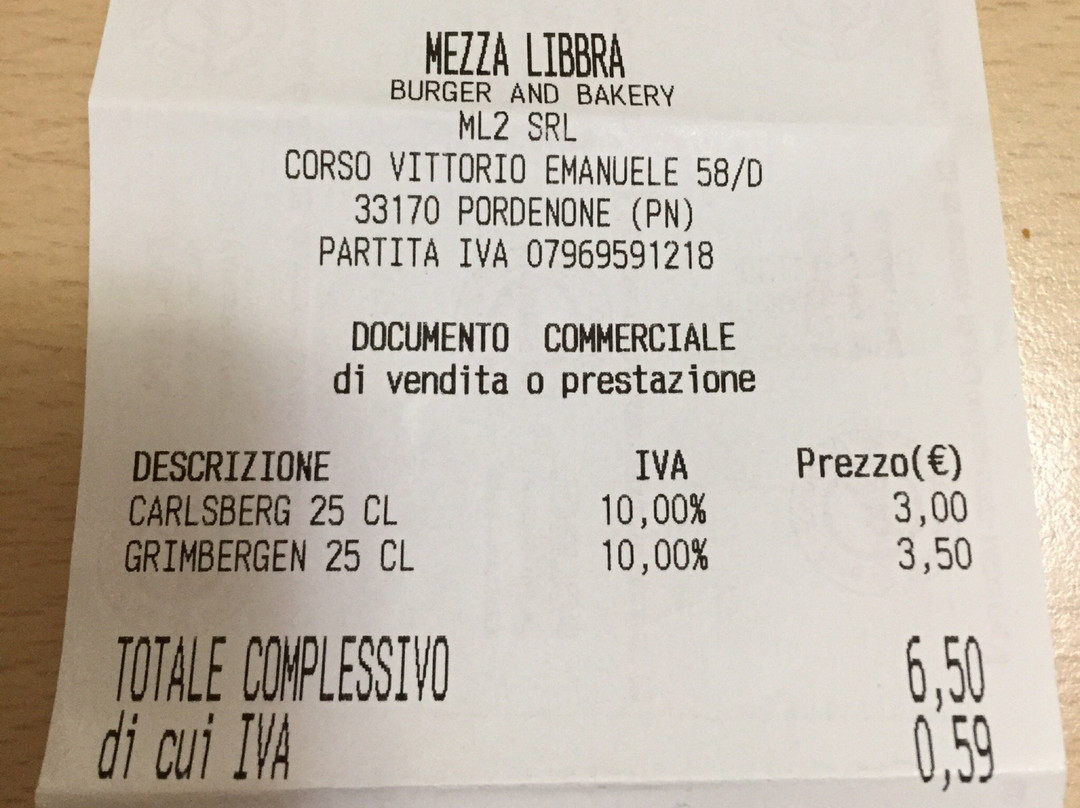 MEZZA LIBBRA
BURGER AND BAKERY
ML2 SRL
CORSO VITTORIO EMANUELE 58/D
33170 PORDENONE (PN)
PARTITA IVA 07969591218
DOCUMENTO COMMERCIALE
di vendita o prestazione
DESCRIZIONE IVA Prezzo(€)
CARLSBERG 25 CL 10,00% 3,00
GRIMBERGEN 25 CL 10,00% 3,50
TOTALE COMPLESSIVO 6,50
di cui IVA 0,59